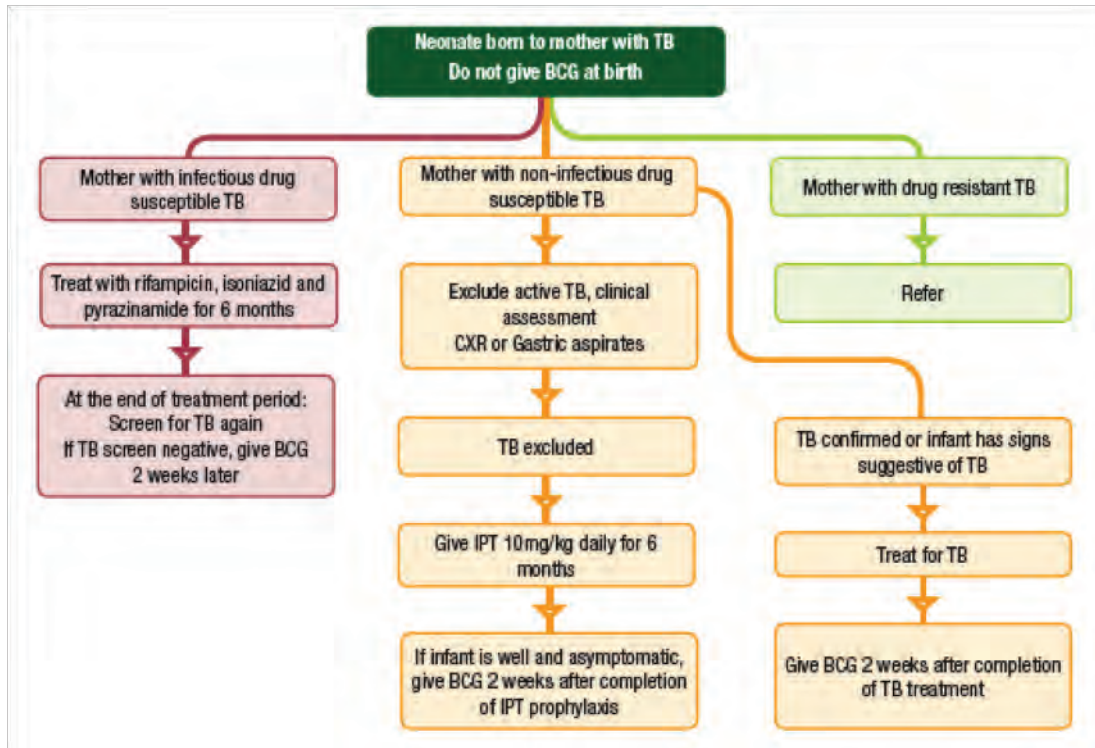 Neonate born to mother with TB
Do not give BCG at birth
Mother with infectious drug
susceptible TB
Treat with rifampicin, isoniazid and
pyrazinamide for 6 months
At the end of treatment period:
Screen for TB again
If TB screen negative, give BCG
2 weeks later
Mother with non-infectious drug
susceptible TB
Exclude active TB, clinical
assessment
CXR or Gastric aspirates
TB excluded
Give IPT 10mg/kg daily for 6
months
If infant is well and asymptomatic,
give BCG 2 weeks after completion
of IPT prophylaxis
TB confirmed or infant has signs
suggestive of TB
Treat for TB
Give BCG 2 weeks after completion
of TB treatment
Mother with drug resistant TB
Refer